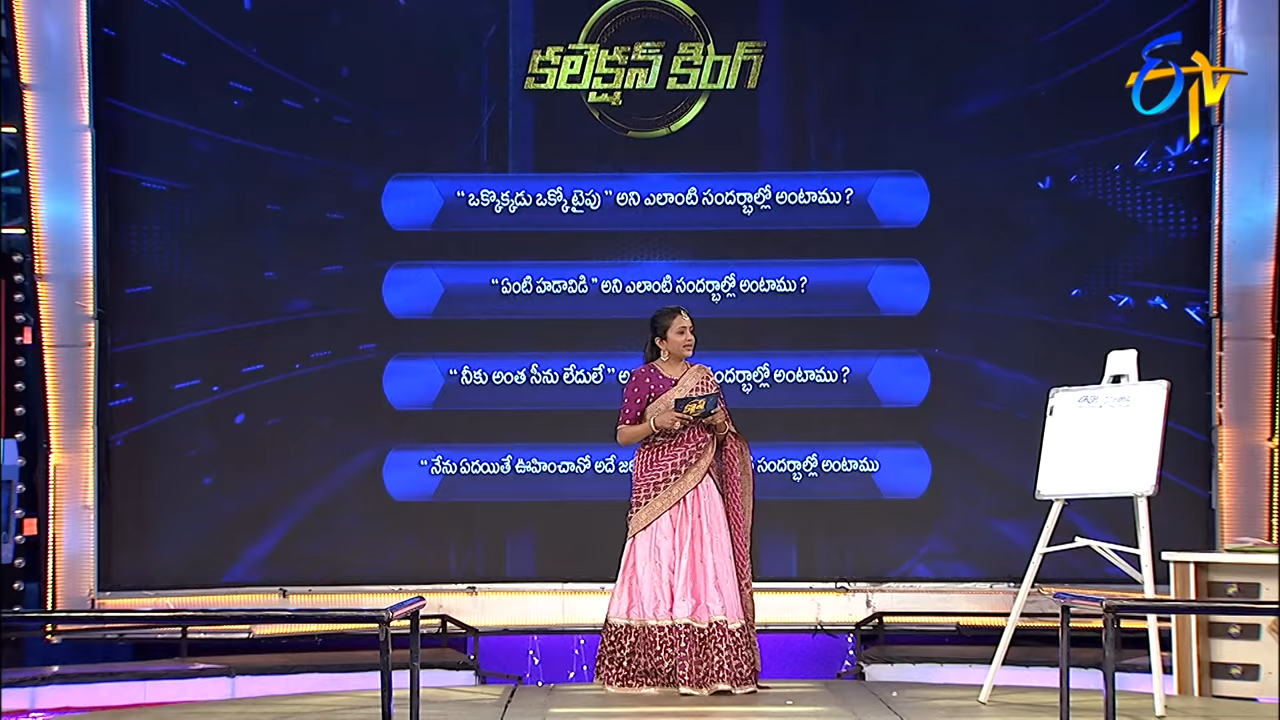 కలెక్షన్ కింగ్
ETV
“ ఒక్కొక్కడు ఒక్కో టైపు ” అని ఎలాంటి సందర్భాల్లో అంటాము ?
“ ఏంటి హడావిడి ” అని ఎలాంటి సందర్భాల్లో అంటాము ?
“ నీకు అంత సీను లేదులే ” సందర్భాల్లో అంటాము ?
“ నేను ఏదయితే ఊహించానో అదే సందర్భాల్లో అంటాము